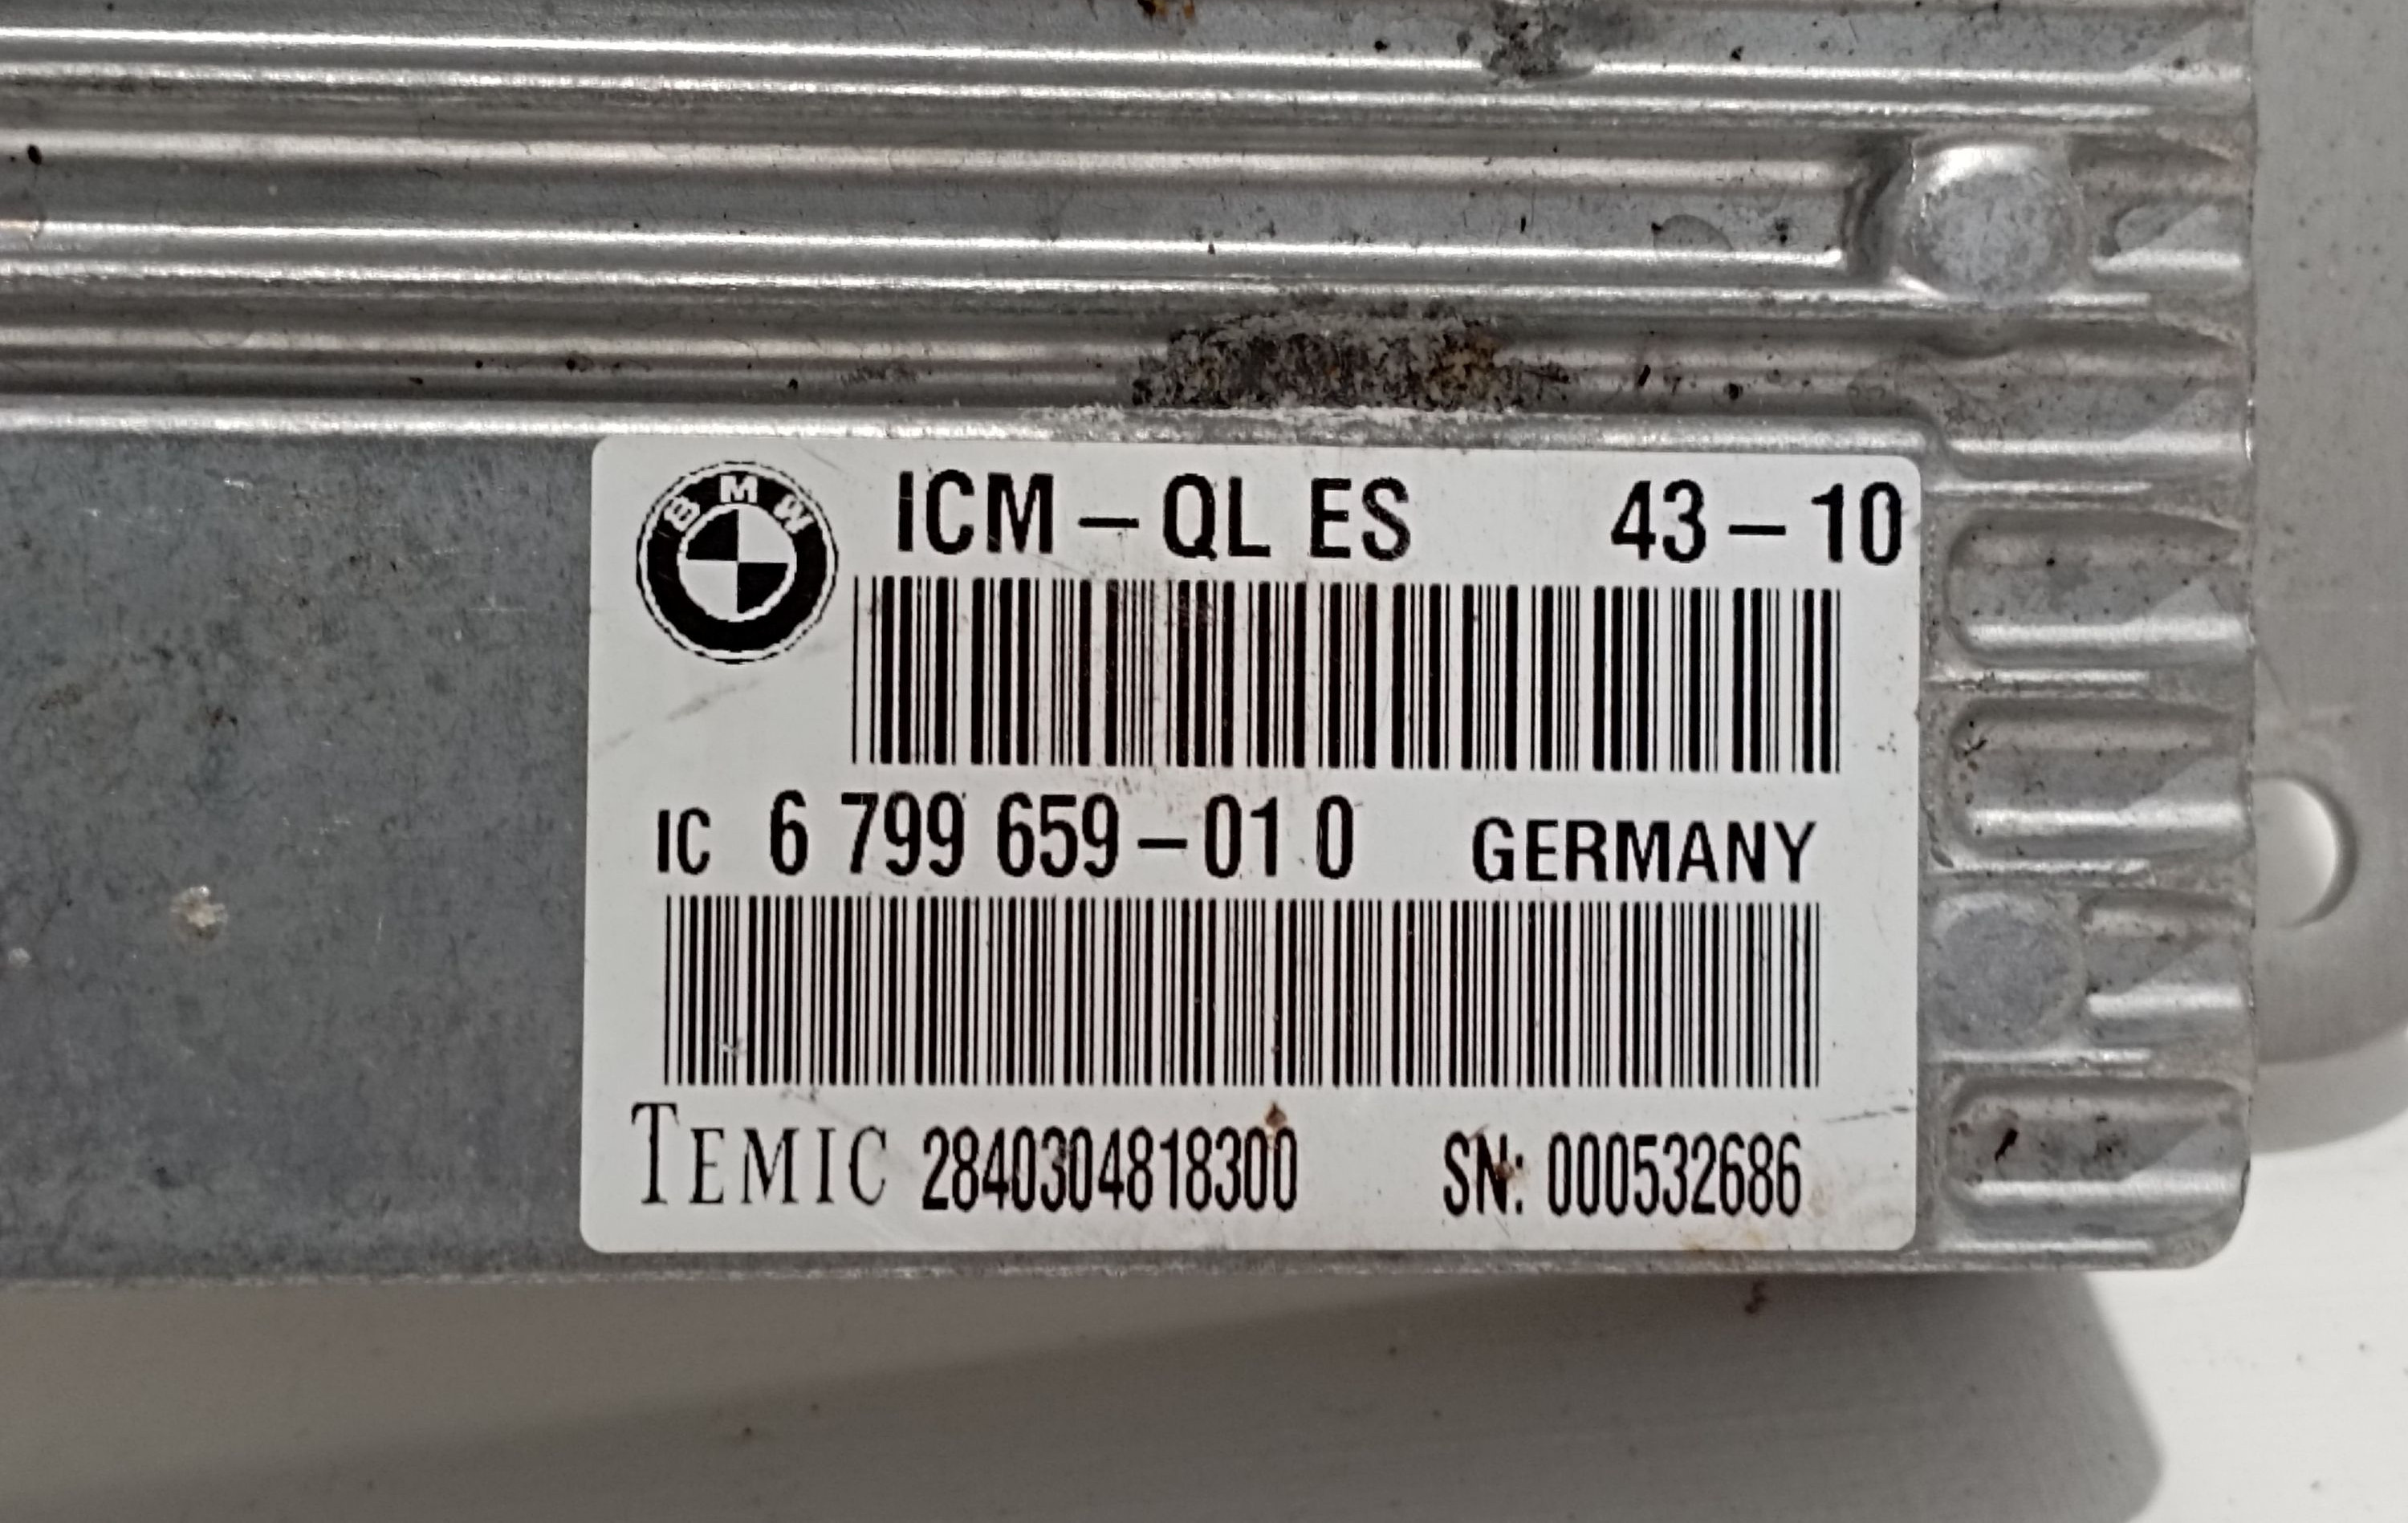 BMW
ICM – QL ES 43 – 10
IC 6 799 659 – 01 0 GERMANY
TEMIC 2840304818300 SN: 000532686